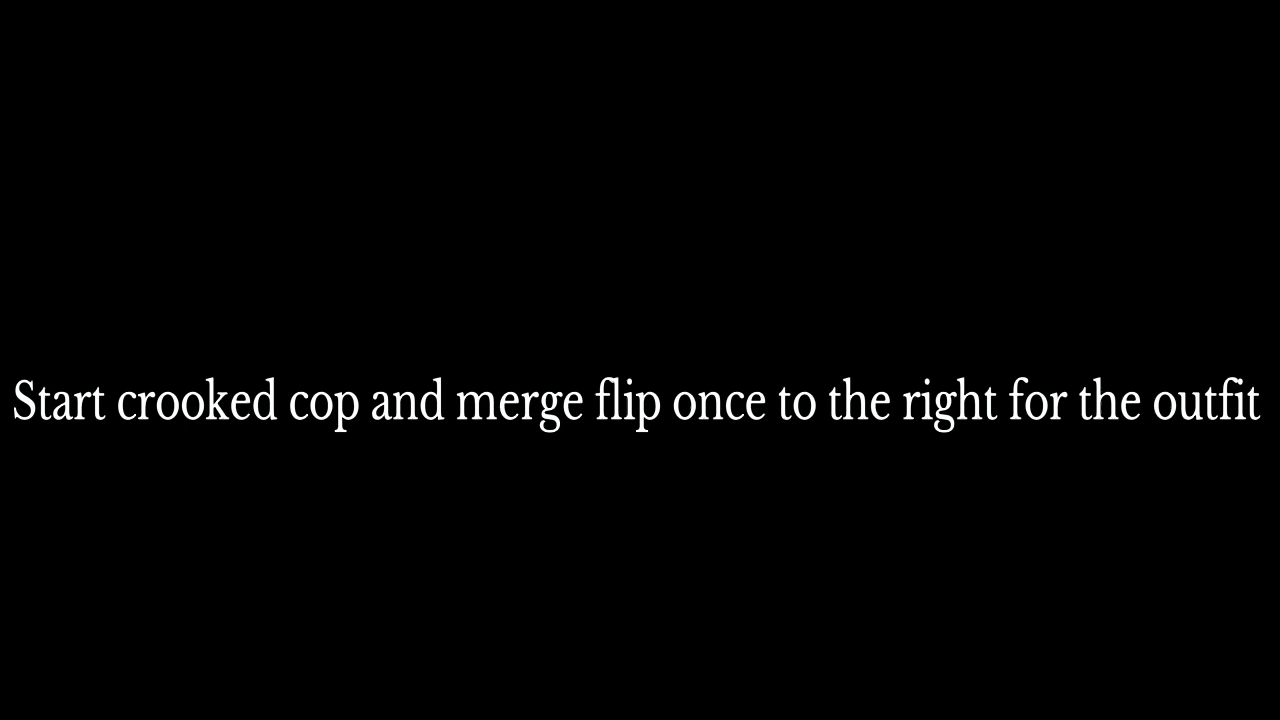 Start crooked cop and merge flip once to the right for the outfit